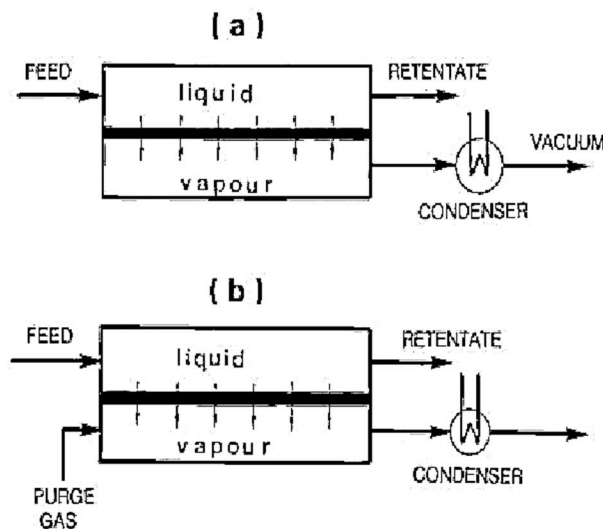 (a)
FEED
liquid
RETENTATE
VACUUM
vapour
CONDENSER
(b)
FEED
liquid
RETENTATE
vapour
CONDENSER
PURGE
GAS